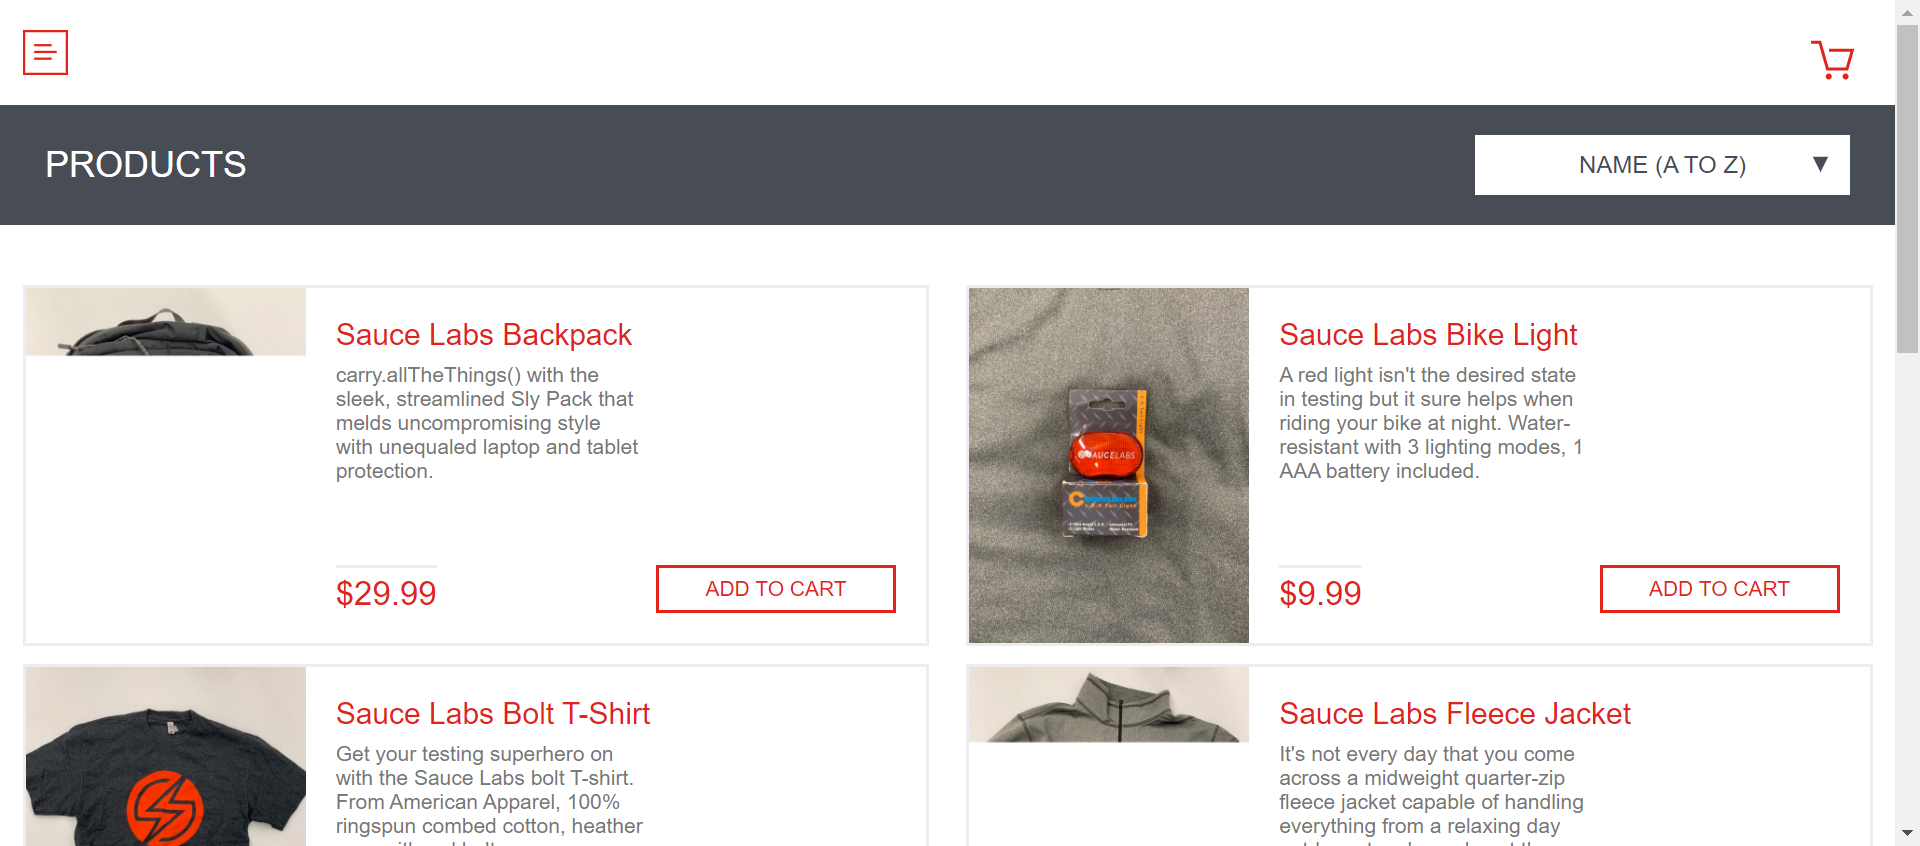 PRODUCTS
NAME (A TO Z)
Sauce Labs Backpack
carry.allTheThings() with the
sleek, streamlined Sly Pack that
melds uncompromising style
with unequaled laptop and tablet
protection.
$29.99
ADD TO CART
SAUCELABS
Sauce Labs Bike Light
A red light isn't the desired state
in testing but it sure helps when
riding your bike at night. Water-
resistant with 3 lighting modes, 1
AAA battery included.
$9.99
ADD TO CART
Sauce Labs Bolt T-Shirt
Get your testing superhero on
with the Sauce Labs bolt T-shirt.
From American Apparel, 100%
ringspun combed cotton, heather
Sauce Labs Fleece Jacket
It's not every day that you come
across a midweight quarter-zip
fleece jacket capable of handling
everything from a relaxing day